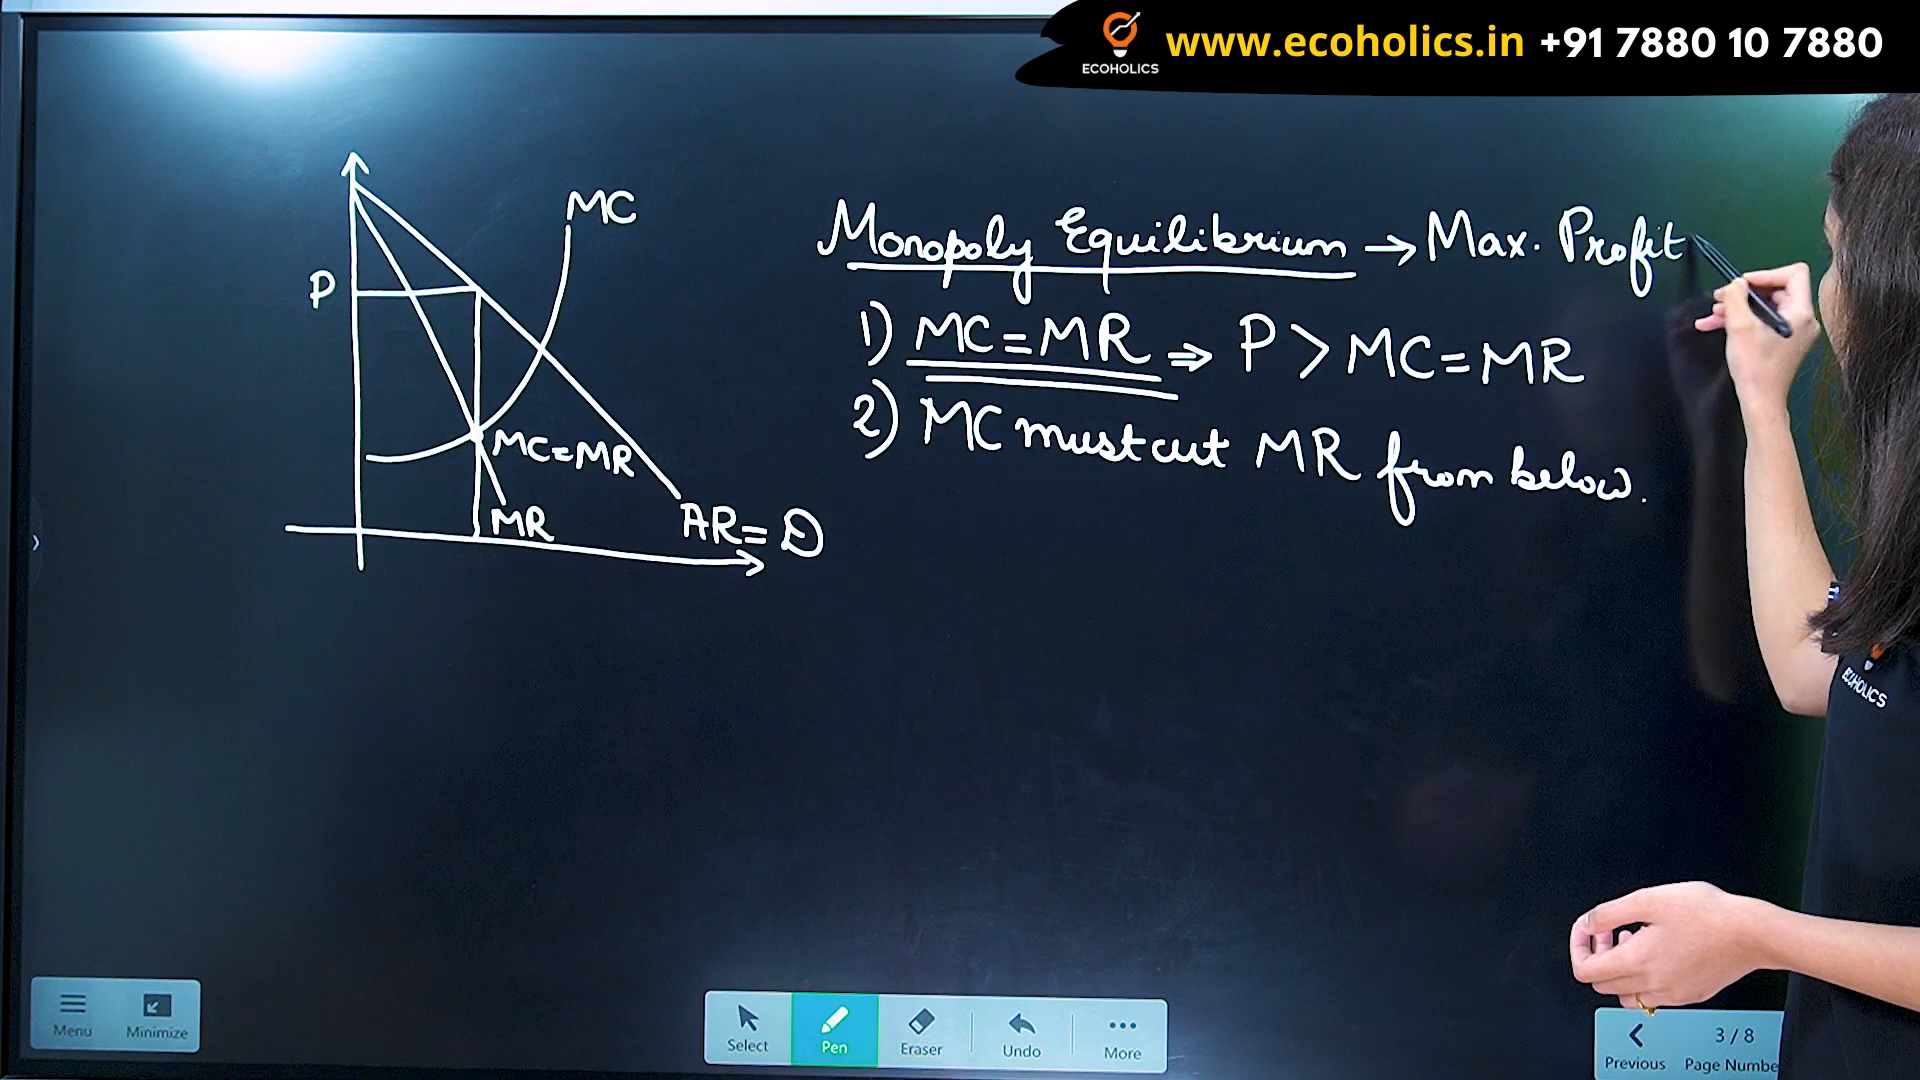 www.ecoholics.in +91 7880 10 7880
ECOHOLICS
MC
P
MC=MR
MR
AR=D
Monopoly Equilibrium → Max. Profit
1) MC=MR ⇒ P > MC=MR
2) MC must cut MR from below.
ECOHOLICS
Menu
Minimize
Select
Pen
Eraser
Undo
More
Previous
3 / 8
Page Numbe